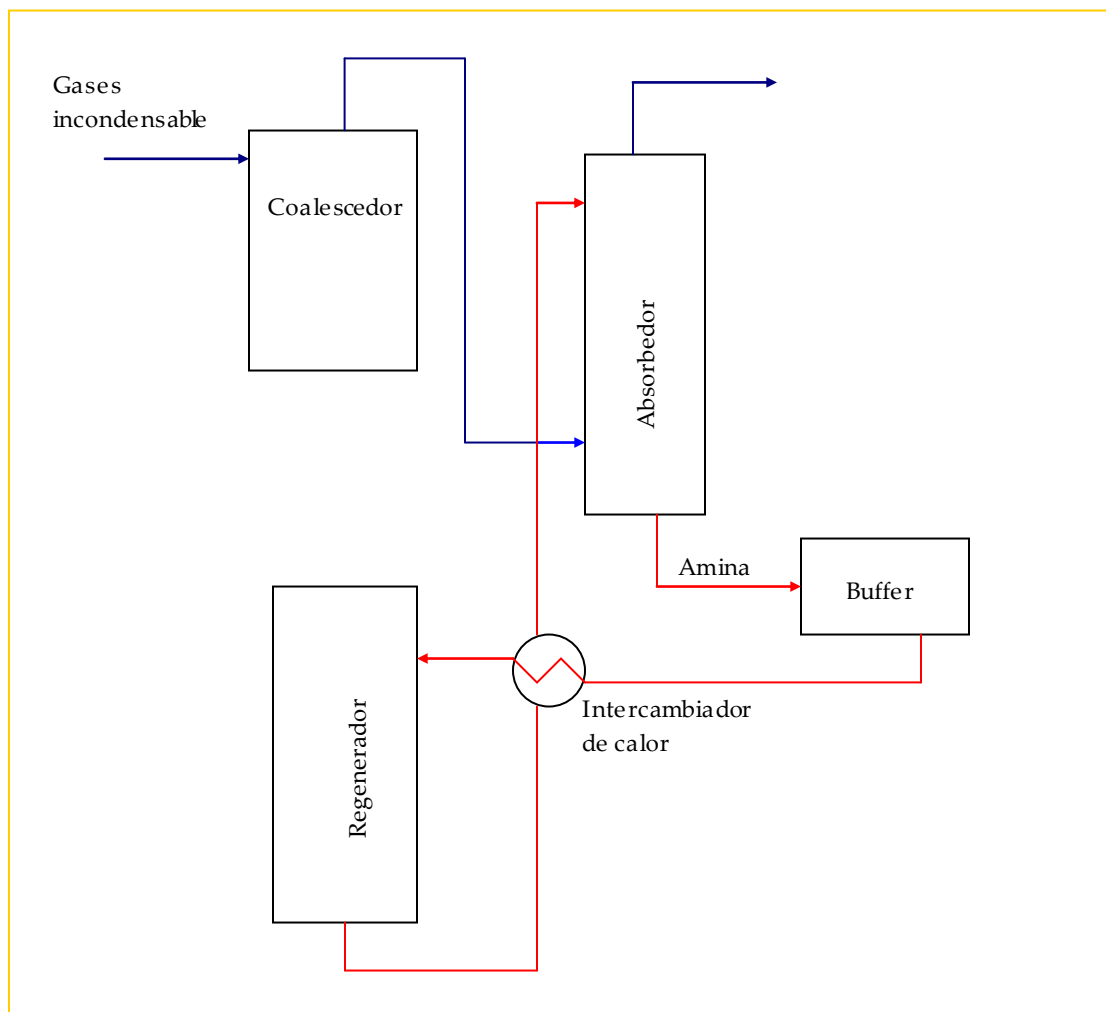 Gases
incondensable
Coalescedor
Absorbedor
Amina
Buffer
Intercambiador
de calor
Regenerador